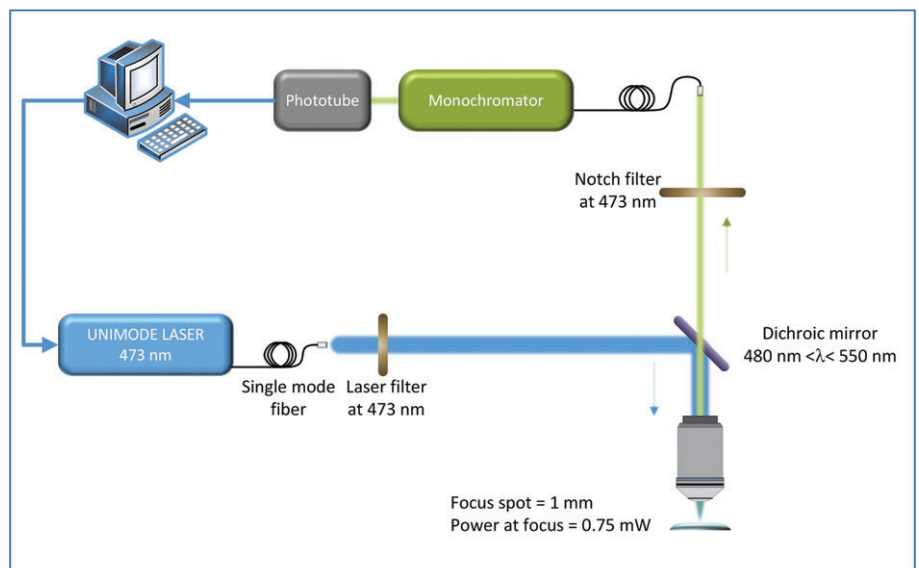 Phototube
Monochromator
Notch filter
at 473 nm
UNIMODE LASER
473 nm
Single mode
fiber
Laser filter
at 473 nm
Dichroic mirror
480 nm <λ< 550 nm
Focus spot = 1 mm
Power at focus = 0.75 mW